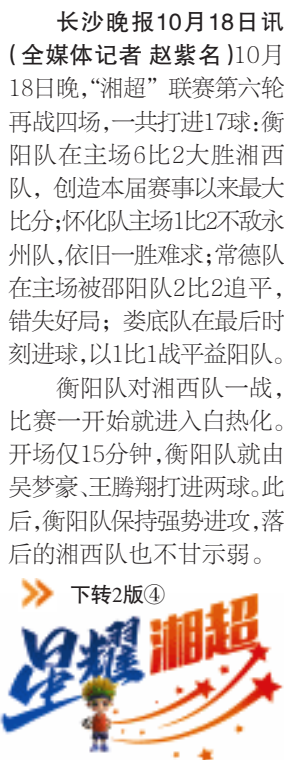 长沙晚报10月18日讯
(全媒体记者 赵紫名)10月
18日晚,“湘超”联赛第六轮
再战四场,一共打进17球:衡
阳队在主场6比2大胜湘西
队, 创造本届赛事以来最大
比分;怀化队主场1比2不敌永
州队,依旧一胜难求;常德队
在主场被邵阳队2比2追平,
错失好局; 娄底队在最后时
刻进球,以1比1战平益阳队。
衡阳队对湘西队一战,
比赛一开始就进入白热化。
开场仅15分钟,衡阳队就由
吴梦豪、王腾翔打进两球。此
后,衡阳队保持强势进攻,落
后的湘西队也不甘示弱。
下转2版④
星耀湘超